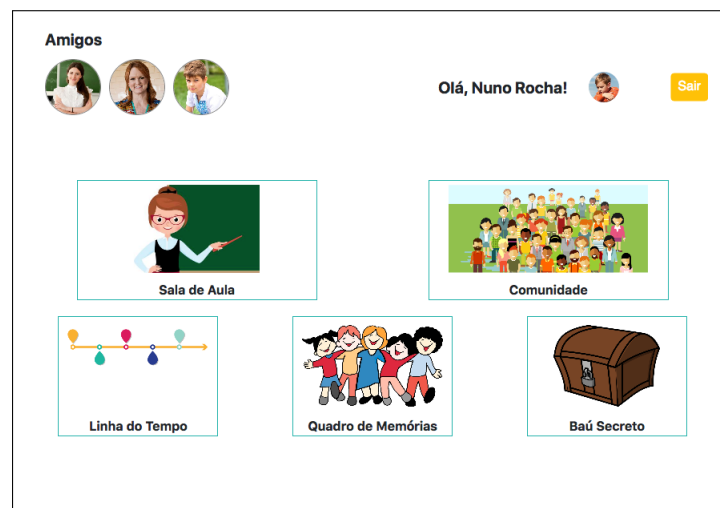 Amigos
Olá, Nuno Rocha!
Sair
Sala de Aula
Comunidade
Linha do Tempo
Quadro de Memórias
Baú Secreto